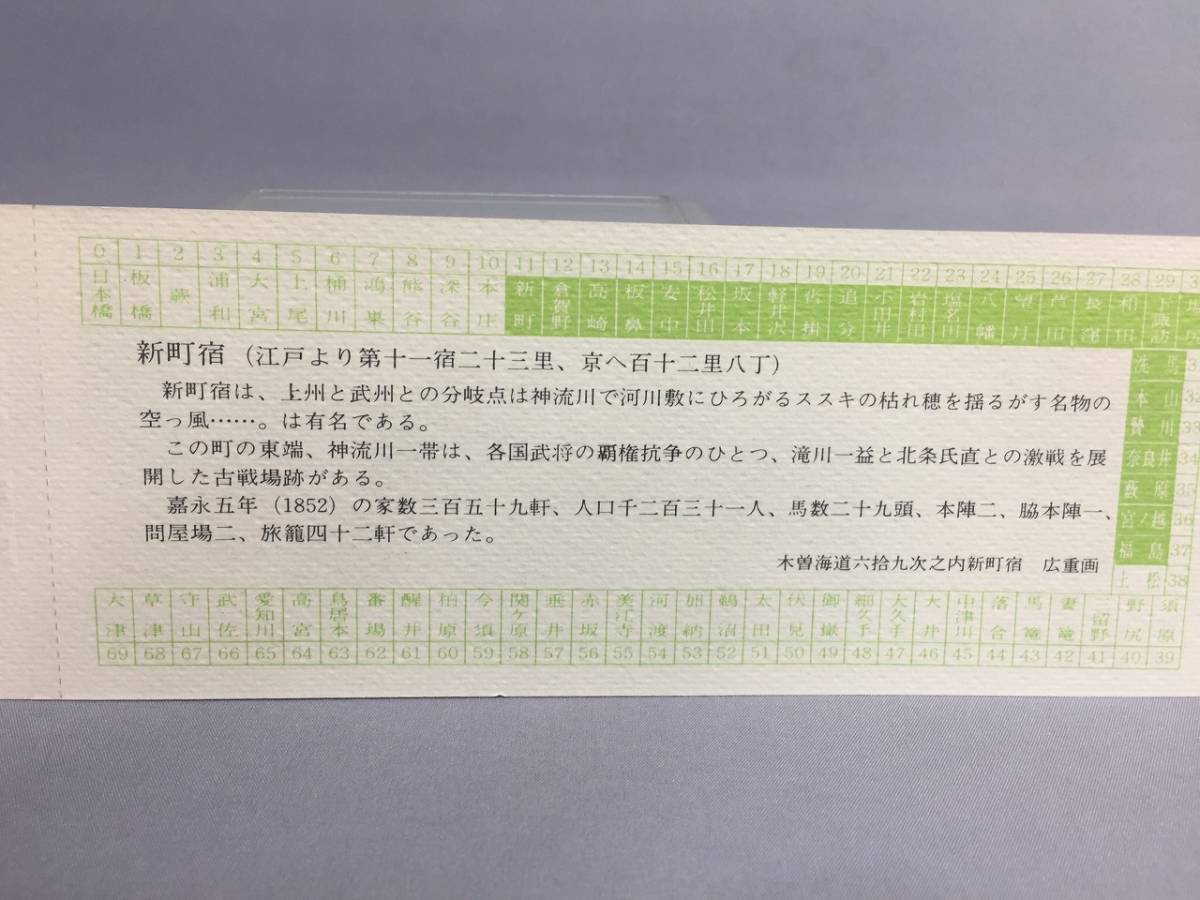 0 1 2 3 4 5 6 7 8 9 10 11 12 13 14 15 16 17 18 19 20 21 22 23 24 25 26 27 28 29
日本橋 板橋 蕨 浦和 大宮 上尾 桶川 鴻巣 熊谷 深谷 本庄 新町 倉賀野 高崎 板鼻 安中 松井田 坂本 軽井沢 沓掛 追分 小田井 岩村田 塩名田 八幡 望月 芦田 長窪 和田 下諏訪
新町宿（江戸より第十一宿二十三里、京へ百十二里八丁）
新町宿は、上州と武州との分岐点は神流川で河川敷にひろがるススキの枯れ穂を揺るがす名物の
空っ風……。は有名である。
この町の東端、神流川一帯は、各国武将の覇権抗争のひとつ、滝川一益と北条氏直との激戦を展
開した古戦場跡がある。
嘉永五年（1852）の家数三百五十九軒、人口千二百三十一人、馬数二十九頭、本陣二、脇本陣一、
問屋場二、旅籠四十二軒であった。
木曽海道六拾九次之内新町宿　広重画
洗馬
本山 32
贄川 33
奈良井 34
薮原 35
宮ノ越 36
福島 37
上松 38
大津 草津 守山 武佐 愛知川 高宮 鳥居本 番場 醒井 柏原 今須 関ケ原 垂井 赤坂 美江寺 河渡 加納 鵜沼 太田 伏見 御嶽 細久手 大久手 大井 中津川 落合 馬篭 妻篭 三留野 野尻 須原
69 68 67 66 65 64 63 62 61 60 59 58 57 56 55 54 53 52 51 50 49 48 47 46 45 44 43 42 41 40 39